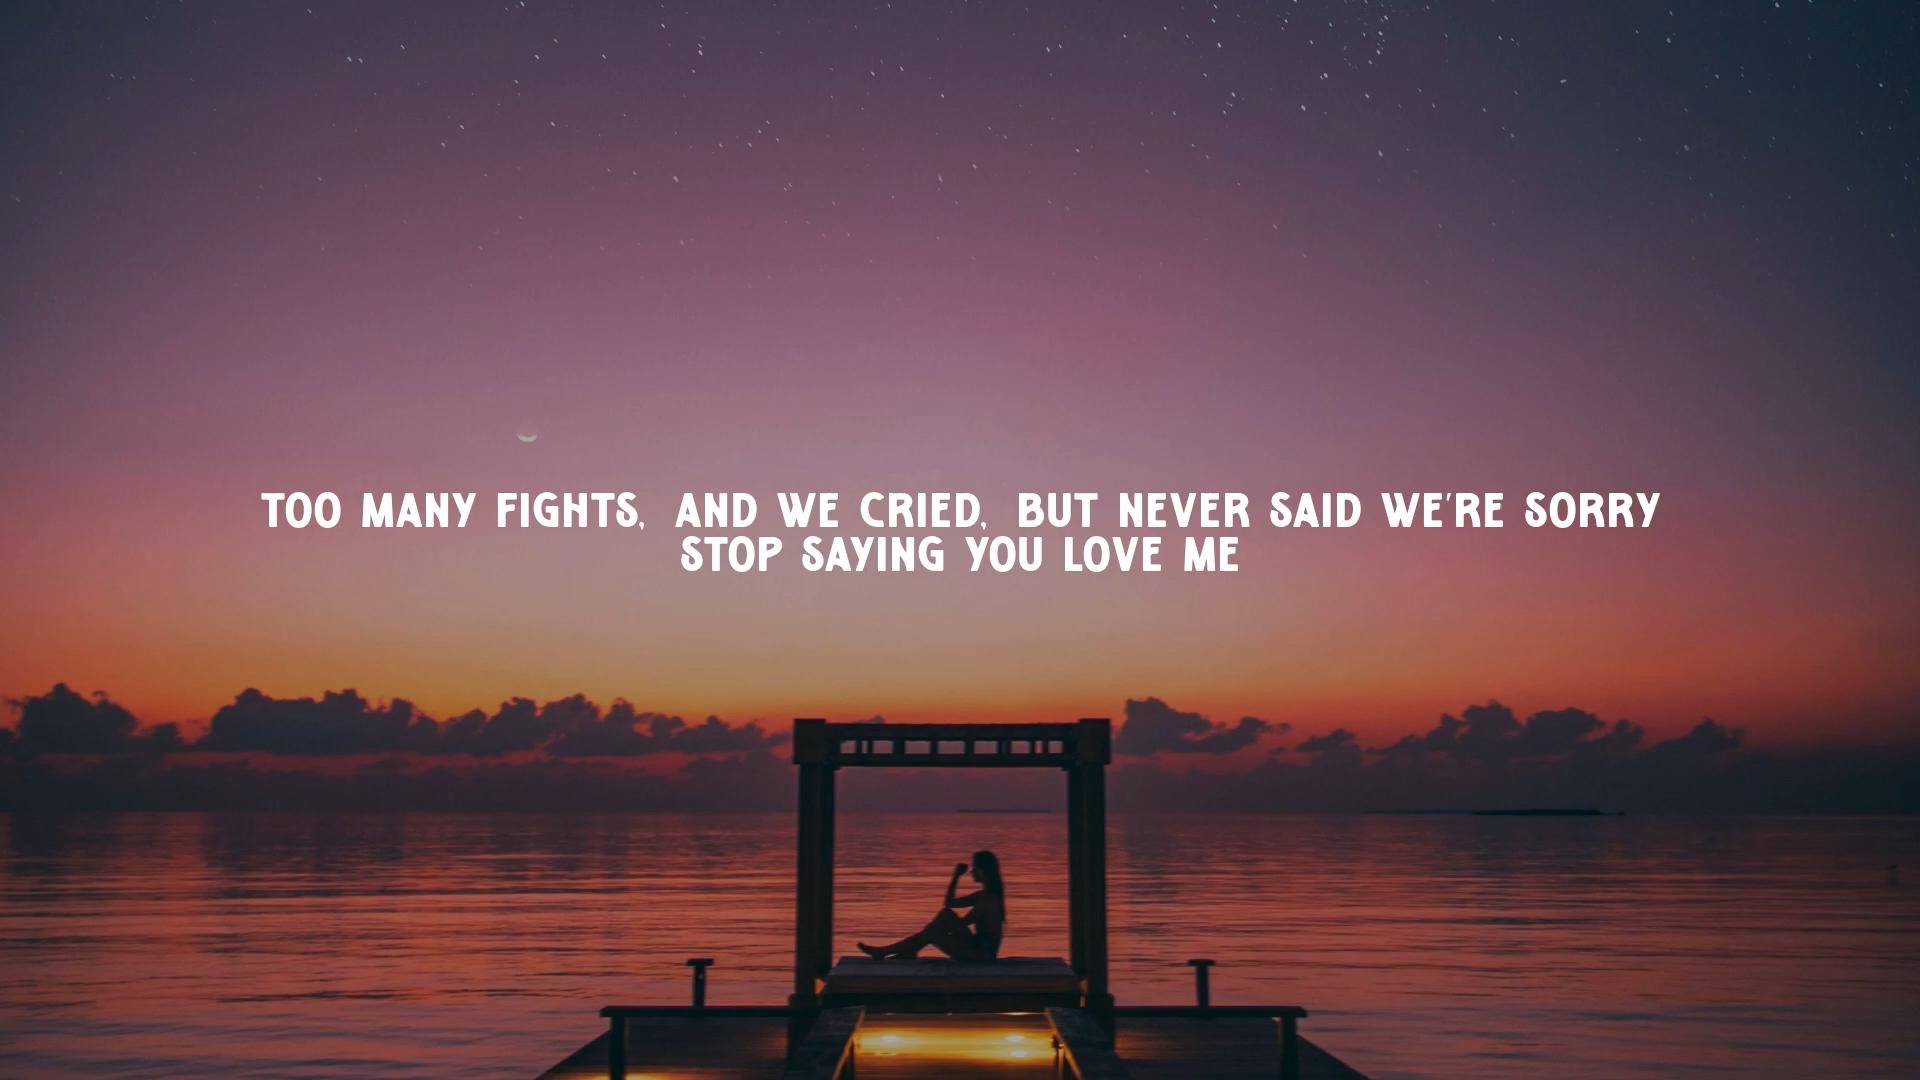 TOO MANY FIGHTS, AND WE CRIED, BUT NEVER SAID WE'RE SORRY
STOP SAYING YOU LOVE ME